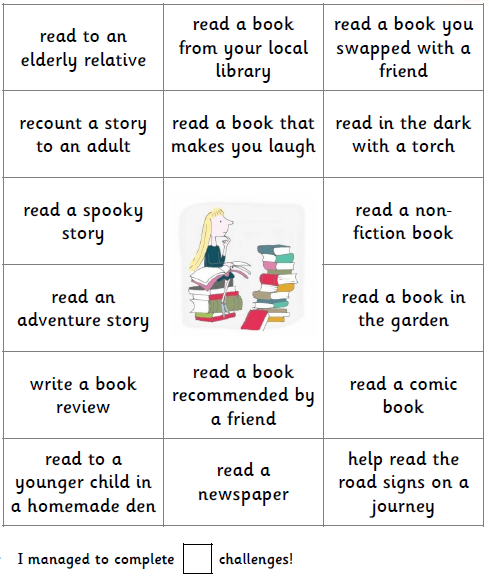 read to an
elderly relative
read a book
from your local
library
read a book you
swapped with a
friend
recount a story
to an adult
read a book that
makes you laugh
read in the dark
with a torch
read a spooky
story
read a non-
fiction book
read an
adventure story
read a book in
the garden
write a book
review
read a book
recommended by
a friend
read a comic
book
read to a
younger child in
a homemade den
read a
newspaper
help read the
road signs on a
journey
I managed to complete challenges!